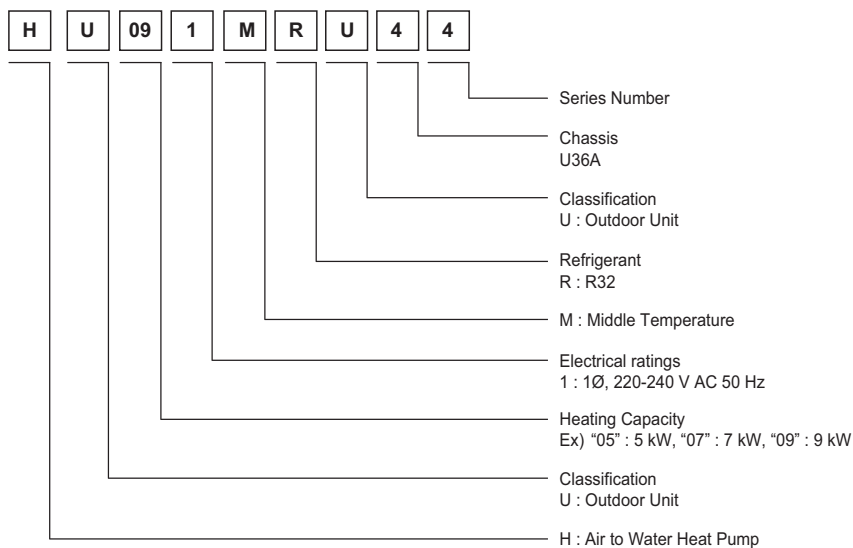 H U 09 1 M R U 4 4
Series Number
Chassis
U36A
Classification
U : Outdoor Unit
Refrigerant
R : R32
M : Middle Temperature
Electrical ratings
1 : 1Ø, 220-240 V AC 50 Hz
Heating Capacity
Ex) “05” : 5 kW, “07” : 7 kW, “09” : 9 kW
Classification
U : Outdoor Unit
H : Air to Water Heat Pump